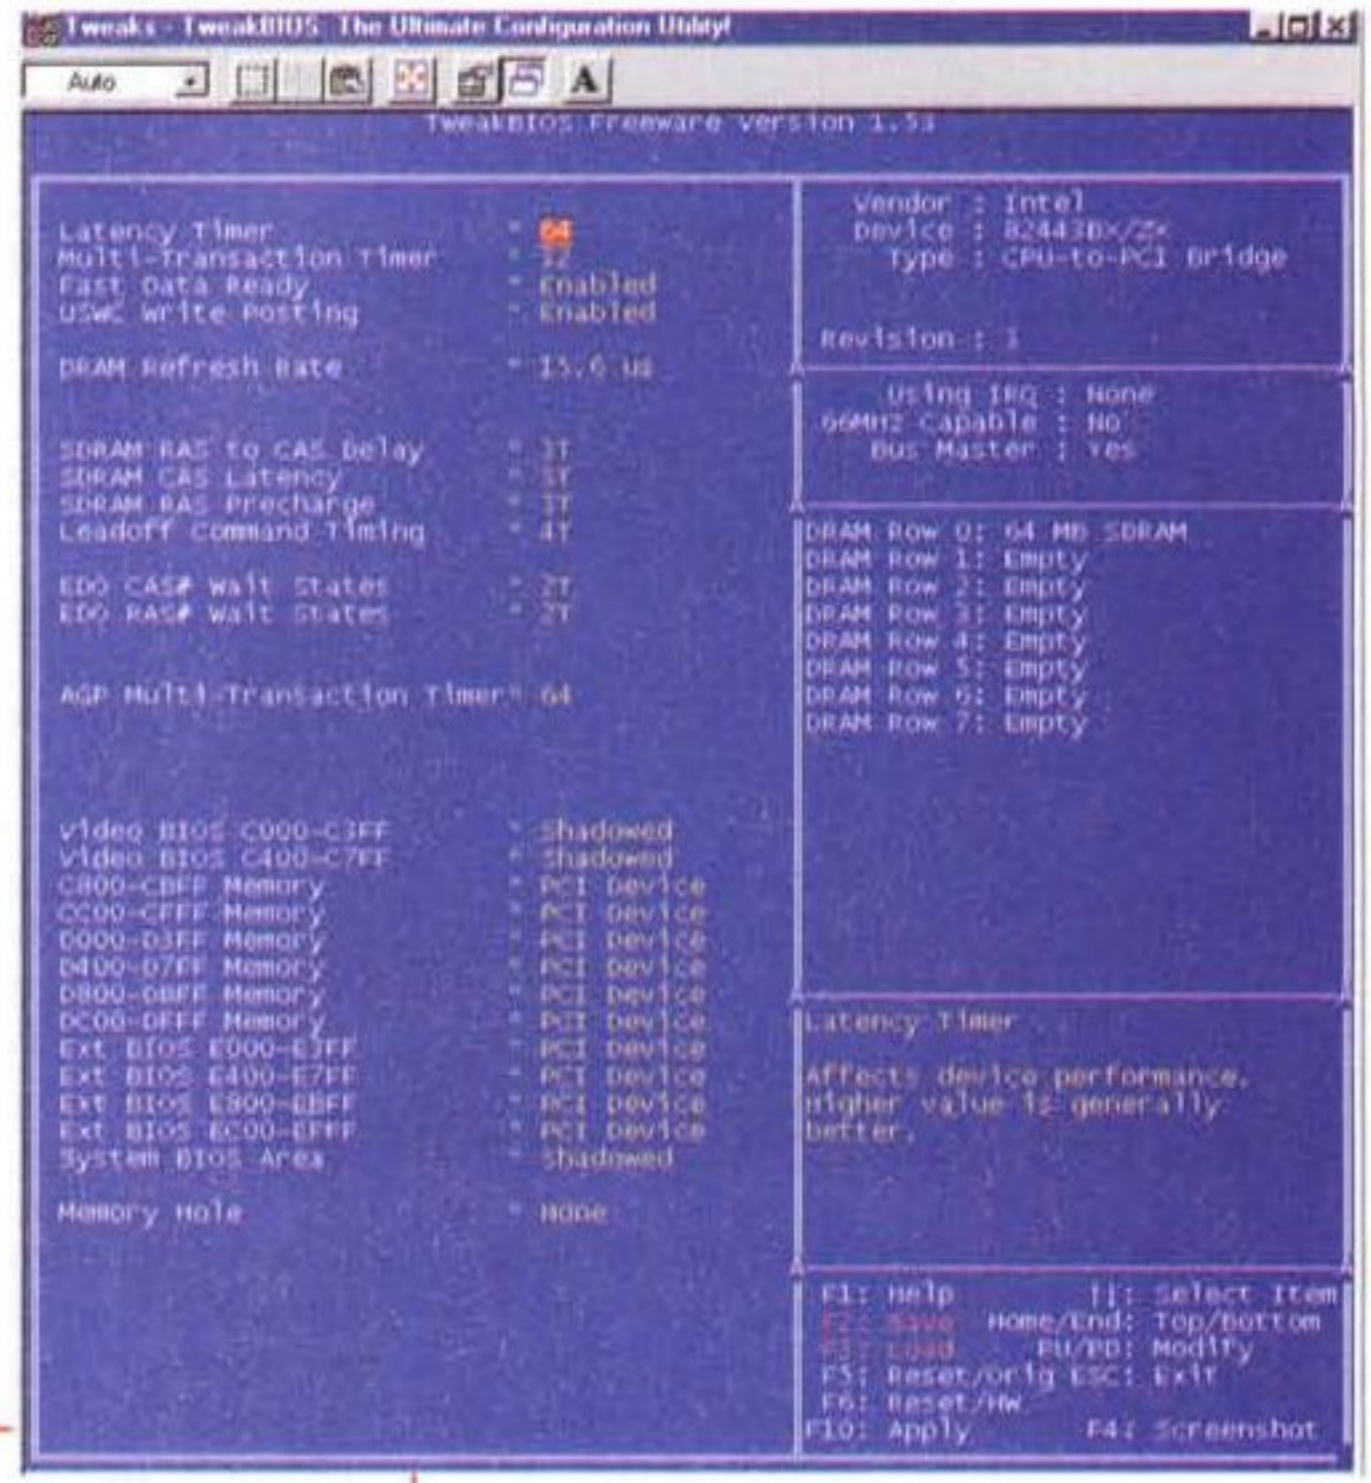 Tweaks - TweakBIOS: The Ultimate Configuration Utility!
Auto
A
TweakBIOS Freeware Version 1.53
Latency Timer * 64
Multi-Transaction Timer * 32
Fast Data Ready * Enabled
USWC Write Posting * Enabled
DRAM Refresh Rate * 15.6 us
SDRAM RAS to CAS Delay * 3T
SDRAM CAS Latency * 3T
SDRAM RAS Precharge * 3T
Leadoff Command Timing * 4T
EDO CAS# Wait States * 2T
EDO RAS# Wait States * 2T
AGP Multi-Transaction Timer* 64
Video BIOS C000-C3FF * Shadowed
Video BIOS C400-C7FF * Shadowed
C800-CBFF Memory * PCI Device
CC00-CFFF Memory * PCI Device
D000-D3FF Memory * PCI Device
D400-D7FF Memory * PCI Device
D800-DBFF Memory * PCI Device
DC00-DFFF Memory * PCI Device
Ext BIOS E000-E3FF * PCI Device
Ext BIOS E400-E7FF * PCI Device
Ext BIOS E800-EBFF * PCI Device
Ext BIOS EC00-EFFF * PCI Device
System BIOS Area * Shadowed
Memory Hole * None
Vendor : Intel
Device : 82443BX/ZX
Type : CPU-to-PCI Bridge
Revision : 3
Using IRQ : None
66MHz Capable : No
Bus Master : Yes
DRAM Row 0: 64 MB SDRAM
DRAM Row 1: Empty
DRAM Row 2: Empty
DRAM Row 3: Empty
DRAM Row 4: Empty
DRAM Row 5: Empty
DRAM Row 6: Empty
DRAM Row 7: Empty
Latency Timer
Affects device performance.
Higher value is generally
better.
F1: Help ↑↓: Select Item
F2: Save Home/End: Top/Bottom
F3: Load PU/PD: Modify
F5: Reset/Orig ESC: Exit
F6: Reset/HW
F10: Apply F4: Screenshot